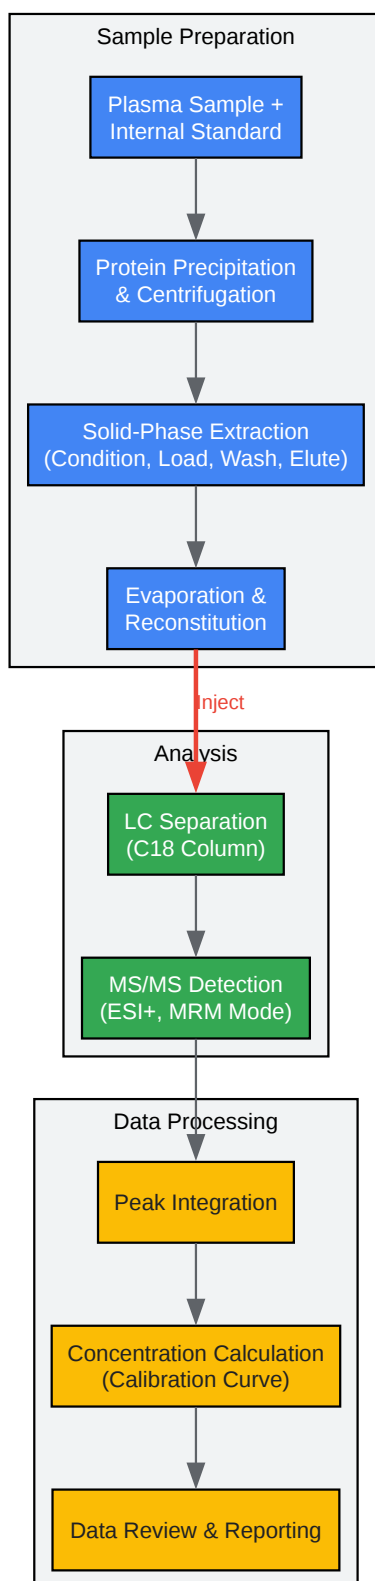 Sample Preparation
Plasma Sample +
Internal Standard
Protein Precipitation
& Centrifugation
Solid-Phase Extraction
(Condition, Load, Wash, Elute)
Evaporation &
Reconstitution
Inject
Analysis
LC Separation
(C18 Column)
MS/MS Detection
(ESI+, MRM Mode)
Data Processing
Peak Integration
Concentration Calculation
(Calibration Curve)
Data Review & Reporting